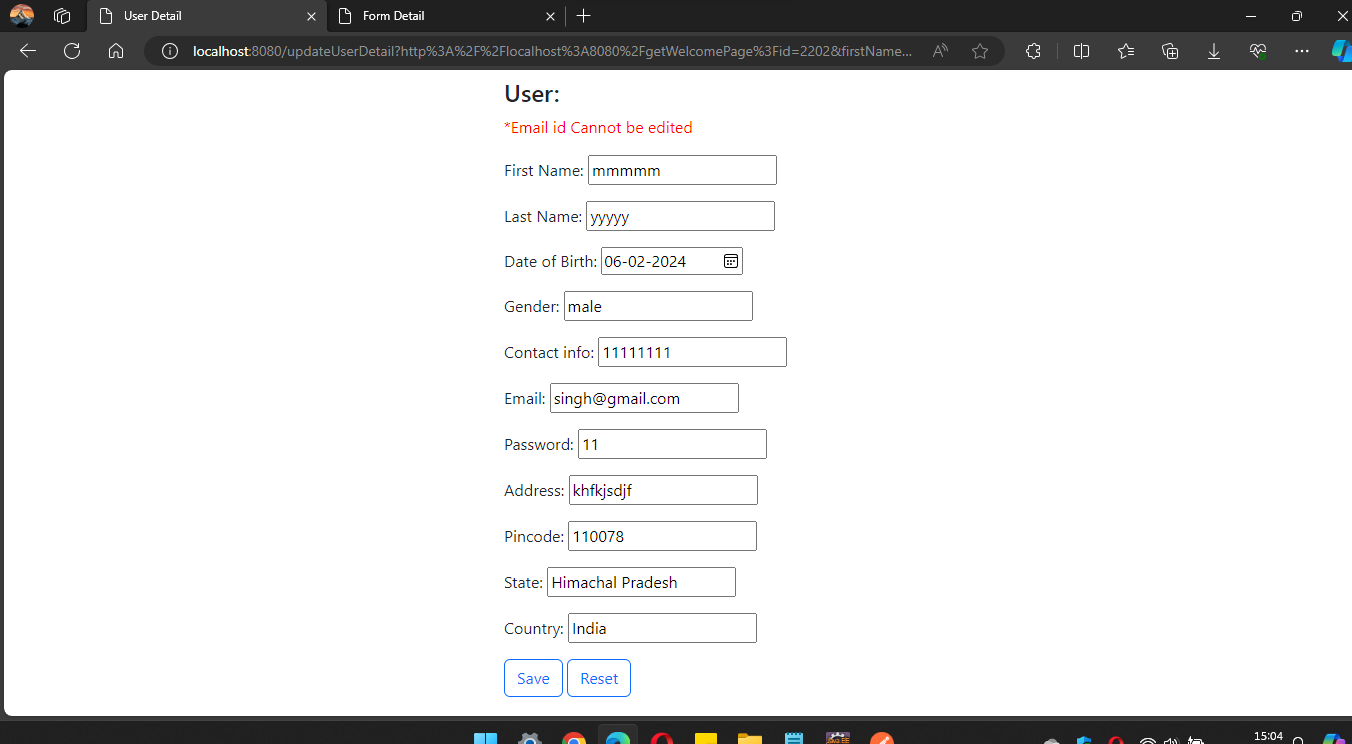 User Detail
Form Detail
localhost:8080/updateUserDetail?http%3A%2F%2Flocalhost%3A8080%2FgetWelcomePage%3Fid=2202&firstName...
User:
*Email id Cannot be edited
First Name: mmmmm
Last Name: yyyyy
Date of Birth: 06-02-2024
Gender: male
Contact info: 11111111
Email: singh@gmail.com
Password: 11
Address: khfkjsdjf
Pincode: 110078
State: Himachal Pradesh
Country: India
Save Reset
15:04